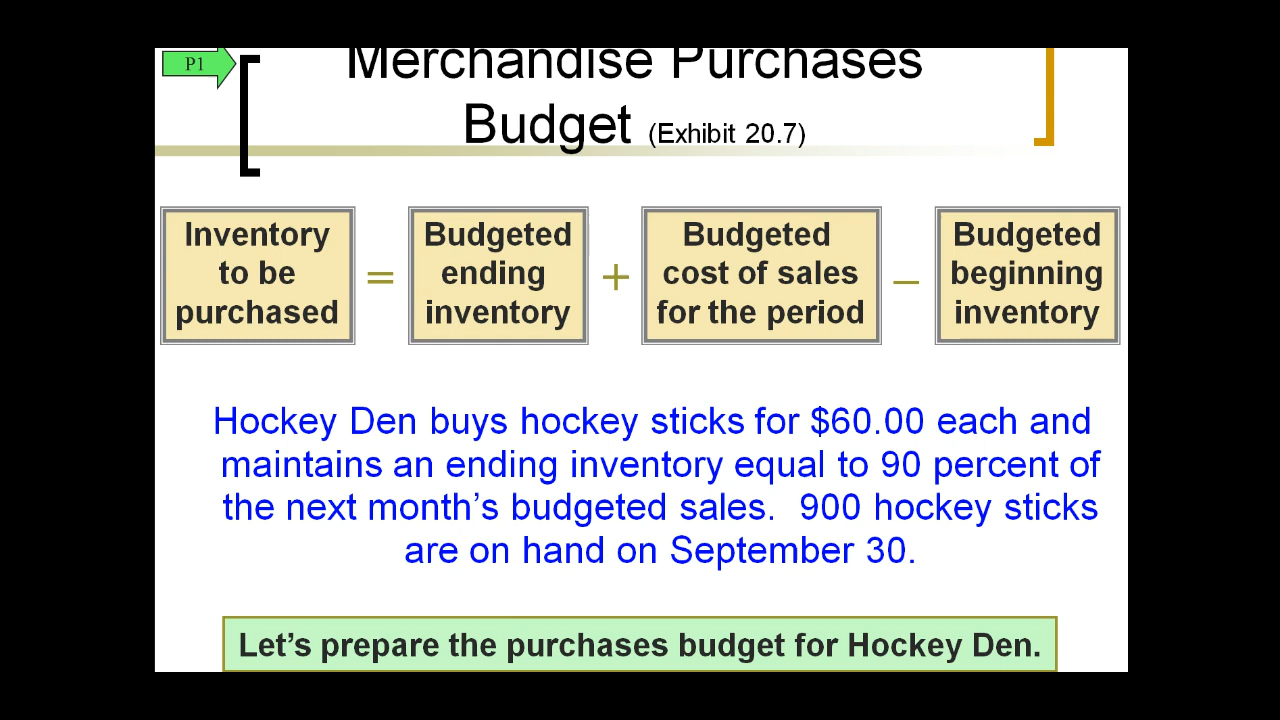 P1
Merchandise Purchases
Budget (Exhibit 20.7)
Inventory
to be
purchased
=
Budgeted
ending
inventory
+
Budgeted
cost of sales
for the period
–
Budgeted
beginning
inventory
Hockey Den buys hockey sticks for $60.00 each and
maintains an ending inventory equal to 90 percent of
the next month’s budgeted sales.  900 hockey sticks
are on hand on September 30.
Let’s prepare the purchases budget for Hockey Den.